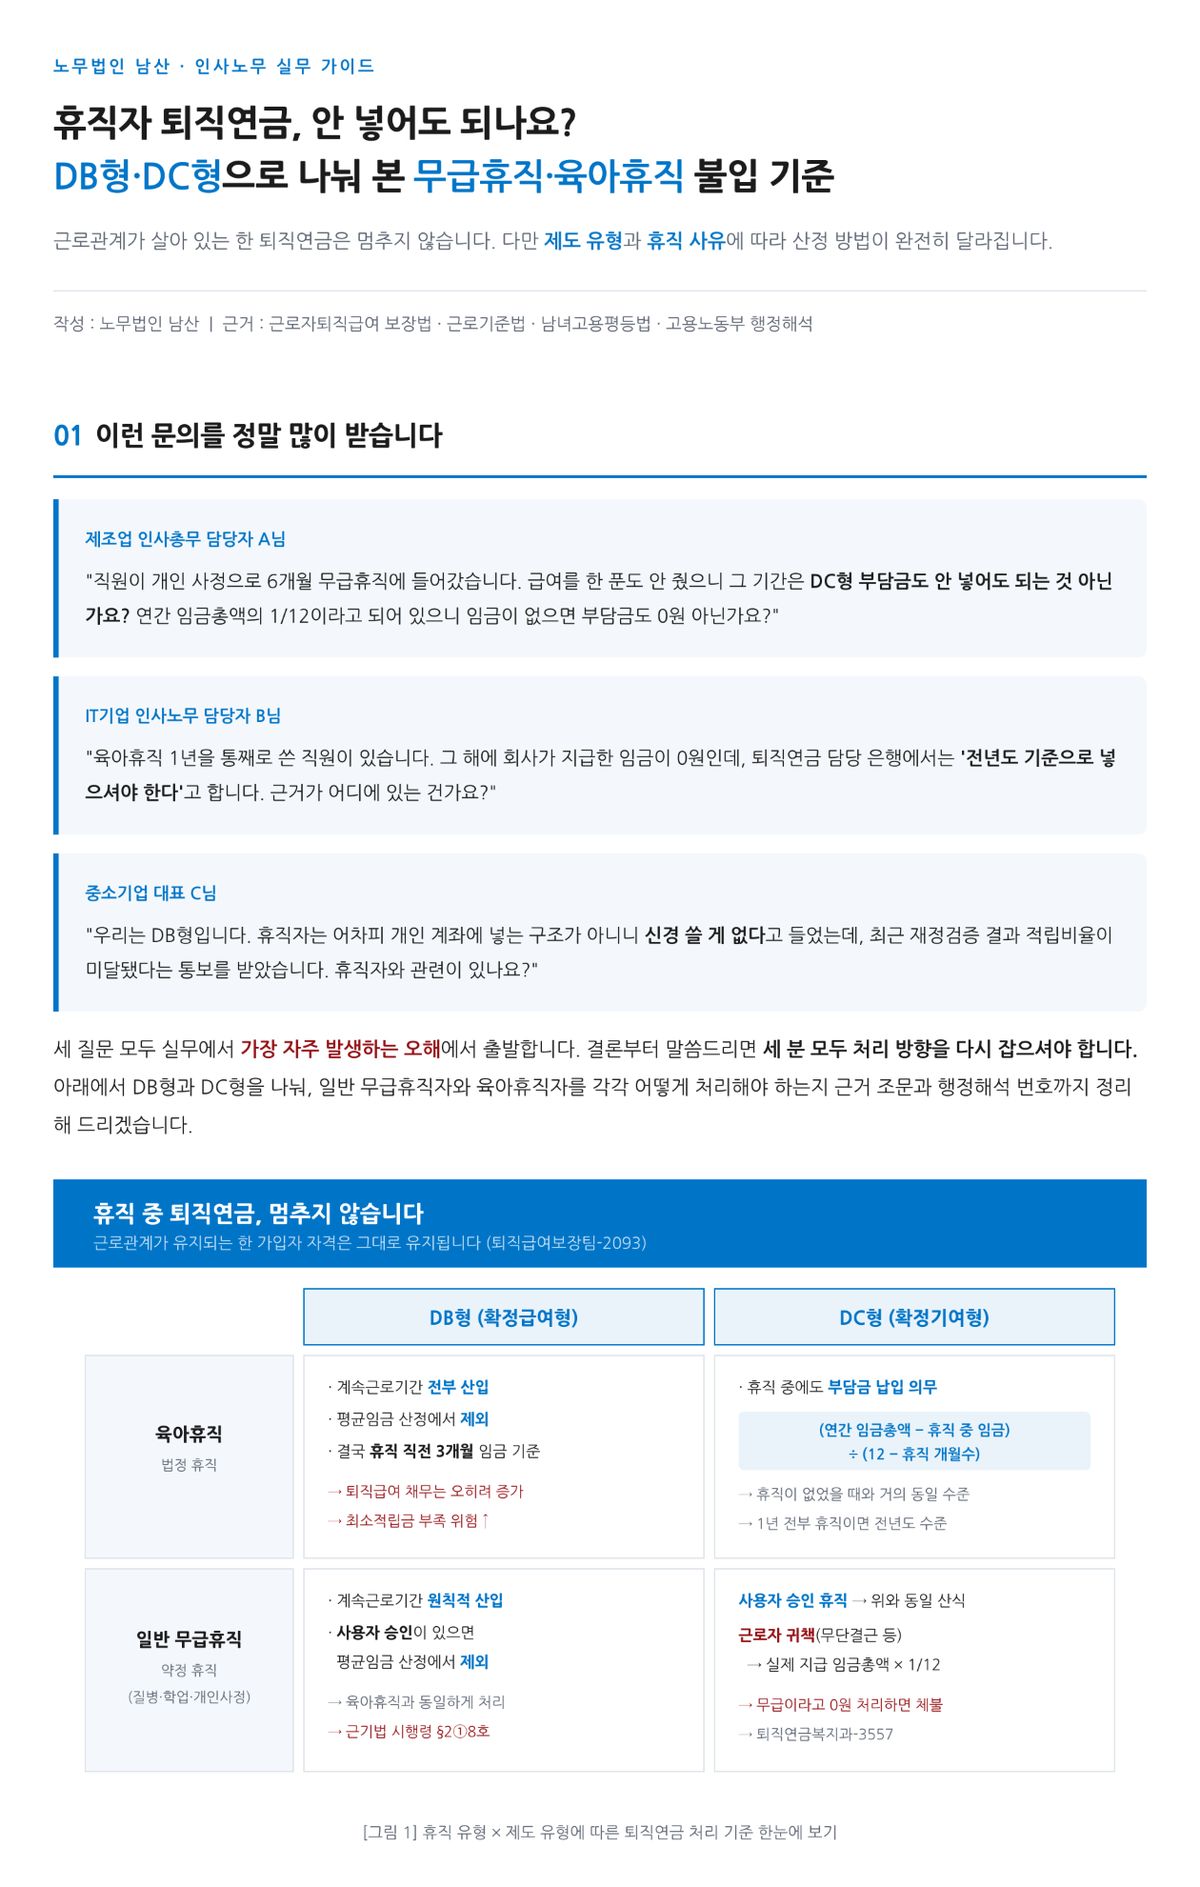 노무법인 남산 · 인사노무 실무 가이드
휴직자 퇴직연금, 안 넣어도 되나요?
DB형·DC형으로 나눠 본 무급휴직·육아휴직 불입 기준
근로관계가 살아 있는 한 퇴직연금은 멈추지 않습니다. 다만 제도 유형과 휴직 사유에 따라 산정 방법이 완전히 달라집니다.
작성 : 노무법인 남산 | 근거 : 근로자퇴직급여 보장법 · 근로기준법 · 남녀고용평등법 · 고용노동부 행정해석
01 이런 문의를 정말 많이 받습니다
제조업 인사총무 담당자 A님
"직원이 개인 사정으로 6개월 무급휴직에 들어갔습니다. 급여를 한 푼도 안 줬으니 그 기간은 DC형 부담금도 안 넣어도 되는 것 아닌
가요? 연간 임금총액의 1/12이라고 되어 있으니 임금이 없으면 부담금도 0원 아닌가요?"
IT기업 인사노무 담당자 B님
"육아휴직 1년을 통째로 쓴 직원이 있습니다. 그 해에 회사가 지급한 임금이 0원인데, 퇴직연금 담당 은행에서는 '전년도 기준으로 넣
으셔야 한다'고 합니다. 근거가 어디에 있는 건가요?"
중소기업 대표 C님
"우리는 DB형입니다. 휴직자는 어차피 개인 계좌에 넣는 구조가 아니니 신경 쓸 게 없다고 들었는데, 최근 재정검증 결과 적립비율이
미달됐다는 통보를 받았습니다. 휴직자와 관련이 있나요?"
세 질문 모두 실무에서 가장 자주 발생하는 오해에서 출발합니다. 결론부터 말씀드리면 세 분 모두 처리 방향을 다시 잡으셔야 합니다.
아래에서 DB형과 DC형을 나눠, 일반 무급휴직자와 육아휴직자를 각각 어떻게 처리해야 하는지 근거 조문과 행정해석 번호까지 정리
해 드리겠습니다.
휴직 중 퇴직연금, 멈추지 않습니다
근로관계가 유지되는 한 가입자 자격은 그대로 유지됩니다 (퇴직급여보장팀-2093)
DB형 (확정급여형)
DC형 (확정기여형)
육아휴직
법정 휴직
· 계속근로기간 전부 산입
· 평균임금 산정에서 제외
· 결국 휴직 직전 3개월 임금 기준
→ 퇴직급여 채무는 오히려 증가
→ 최소적립금 부족 위험↑
· 휴직 중에도 부담금 납입 의무
(연간 임금총액 − 휴직 중 임금)
÷ (12 − 휴직 개월수)
→ 휴직이 없었을 때와 거의 동일 수준
→ 1년 전부 휴직이면 전년도 수준
일반 무급휴직
약정 휴직
(질병·학업·개인사정)
· 계속근로기간 원칙적 산입
· 사용자 승인이 있으면
평균임금 산정에서 제외
→ 육아휴직과 동일하게 처리
→ 근기법 시행령 §2①8호
사용자 승인 휴직 → 위와 동일 산식
근로자 귀책(무단결근 등)
→ 실제 지급 임금총액 × 1/12
→ 무급이라고 0원 처리하면 체불
→ 퇴직연금복지과-3557
[그림 1] 휴직 유형 × 제도 유형에 따른 퇴직연금 처리 기준 한눈에 보기